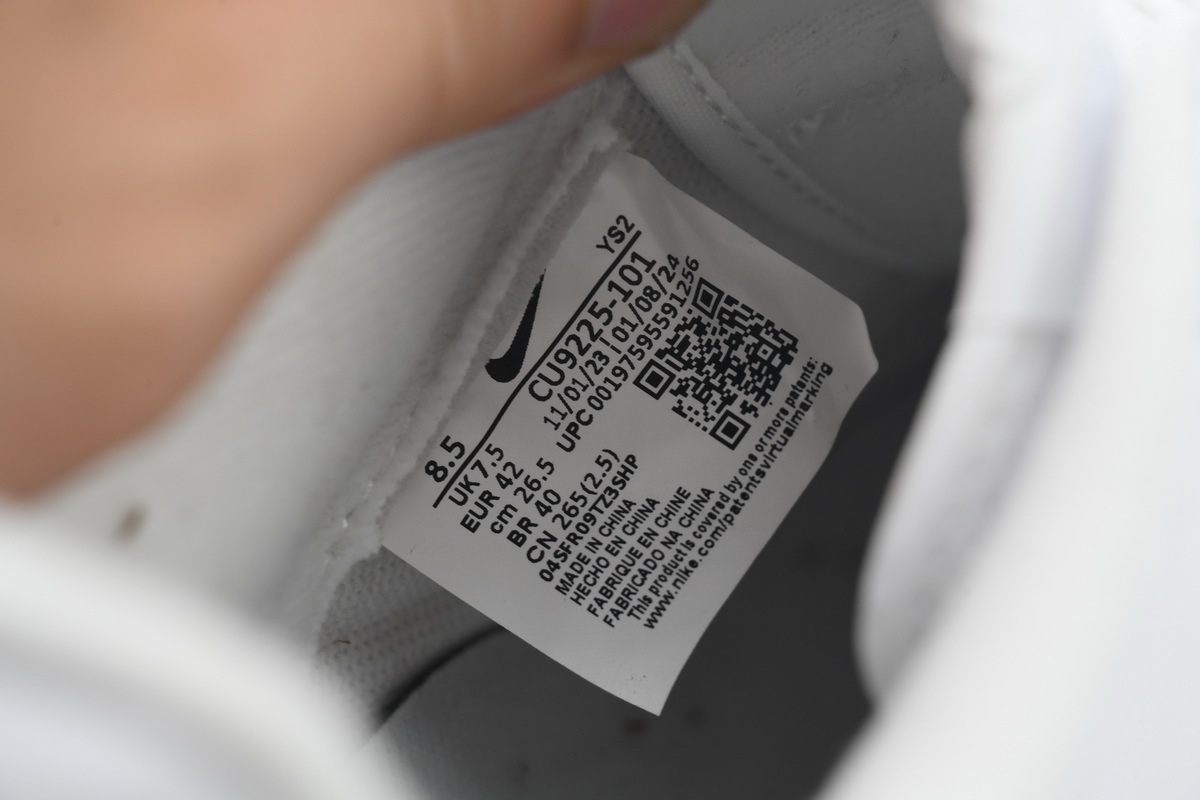 YS2
8.5
UK 7.5
CU9225-101
EUR 42
11/01/23 | 01/08/24
cm 26.5
UPC 00197595591256
BR 40
CN 265(2.5)
04SFR09TZ3SHP
MADE IN CHINA
HECHO EN CHINA
FABRIQUE EN CHINE
FABRICADO NA CHINA
This product is covered by one or more patents:
www.nike.com/patentsvirtualmarking